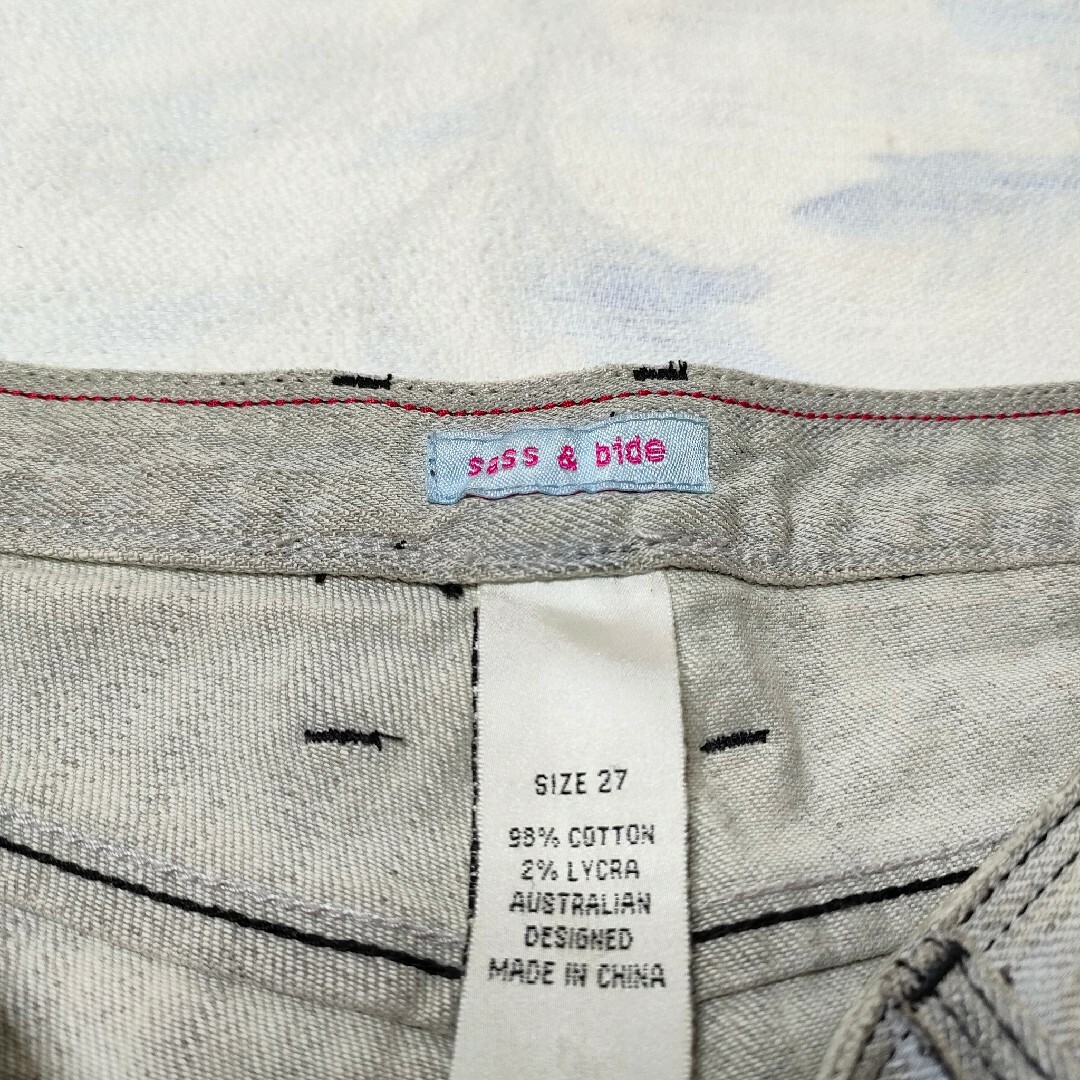 sass & bide
SIZE 27
98% COTTON
2% LYCRA
AUSTRALIAN
DESIGNED
MADE IN CHINA